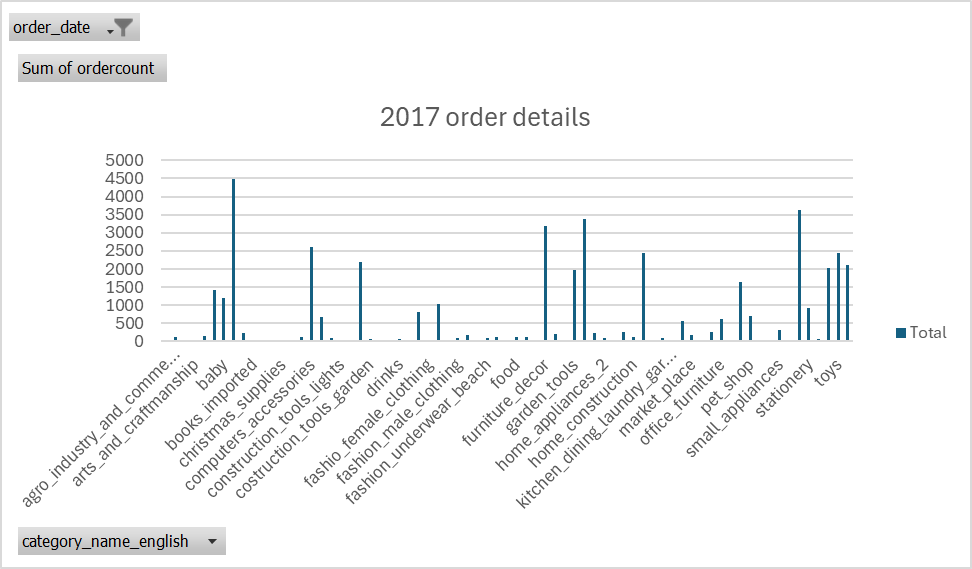 order_date
Sum of ordercount
2017 order details
5000
4500
4000
3500
3000
2500
2000
1500
1000
500
0
agro_industry_and_comme...
arts_and_craftmanship
baby
books_imported
christmas_supplies
computers_accessories
construction_tools_lights
costruction_tools_garden
drinks
fashio_female_clothing
fashion_male_clothing
fashion_underwear_beach
food
furniture_decor
garden_tools
home_appliances_2
home_construction
kitchen_dining_laundry_gar...
market_place
office_furniture
pet_shop
small_appliances
stationery
toys
Total
category_name_english